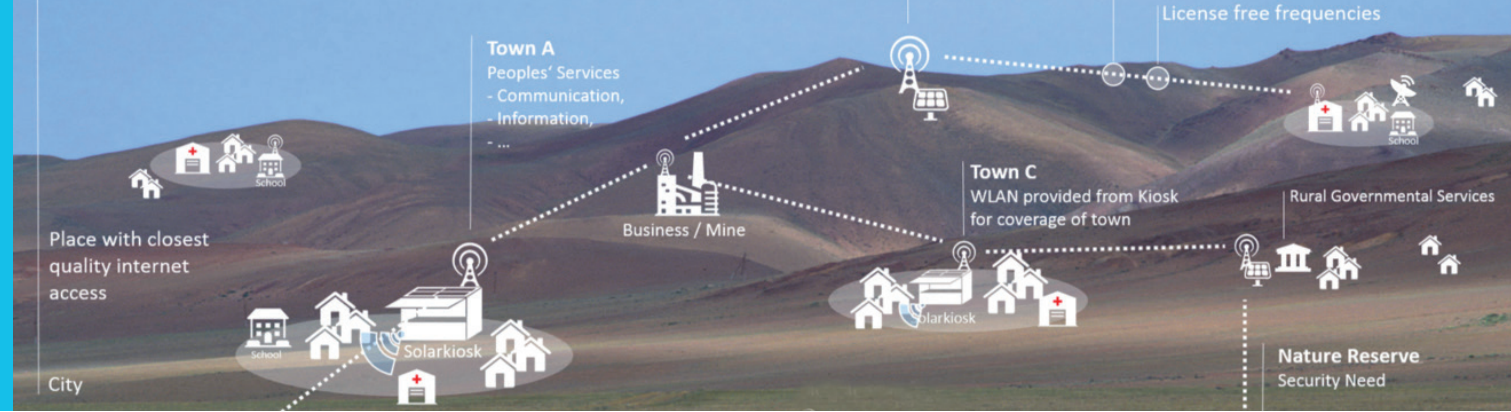 License free frequencies
Town A
Peoples‘ Services
- Communication,
- Information,
- ...
School
School
Town C
WLAN provided from Kiosk
for coverage of town
Rural Governmental Services
Business / Mine
Place with closest
quality internet
access
School
Solarkiosk
olarkiosk
Nature Reserve
Security Need
City